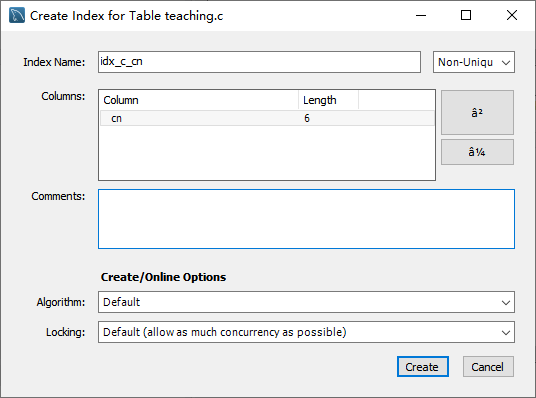 Create Index for Table teaching.c
Index Name: idx_c_cn Non-Uniqu
Columns: Column Length
cn 6
â²
â¼
Comments:
Create/Online Options
Algorithm: Default
Locking: Default (allow as much concurrency as possible)
Create Cancel